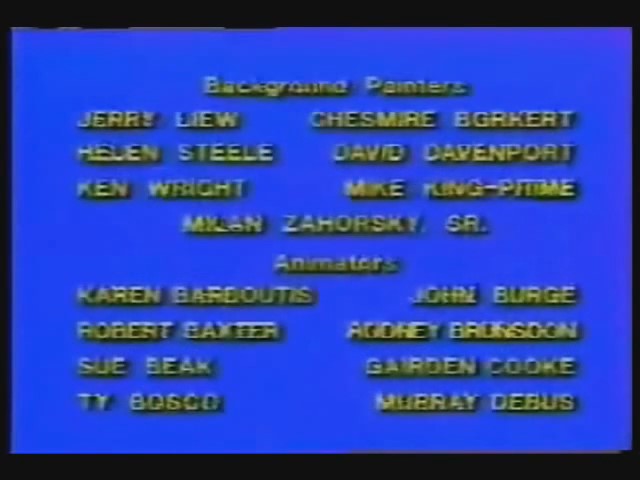 Background Painters
JERRY LIEW CHESMIRE BORKERT
HELEN STEELE DAVID DAVENPORT
KEN WRIGHT MIKE KING-PRIME
MILAN ZAHORSKY, SR.
Animators
KAREN BARBOUTIS JOHN BURGE
ROBERT BAXTER RODNEY BRUNSDON
SUE BEAK GAIRDEN COOKE
TY BOSCO MURRAY DEBUS